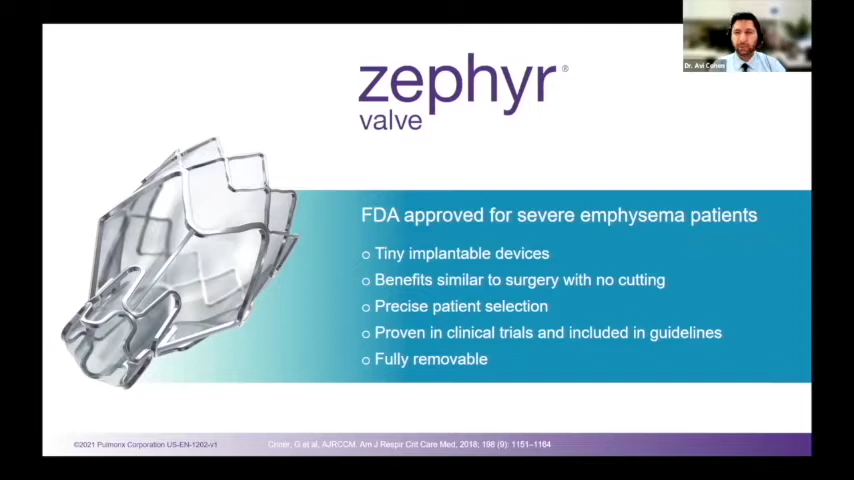 Dr. Avi Cohen
zephyr®
valve
FDA approved for severe emphysema patients
o Tiny implantable devices
o Benefits similar to surgery with no cutting
o Precise patient selection
o Proven in clinical trials and included in guidelines
o Fully removable
©2021 Pulmonx Corporation US-EN-1202-v1
Criner, G et al, AJRCCM. Am J Respir Crit Care Med, 2018; 198 (9): 1151–1164